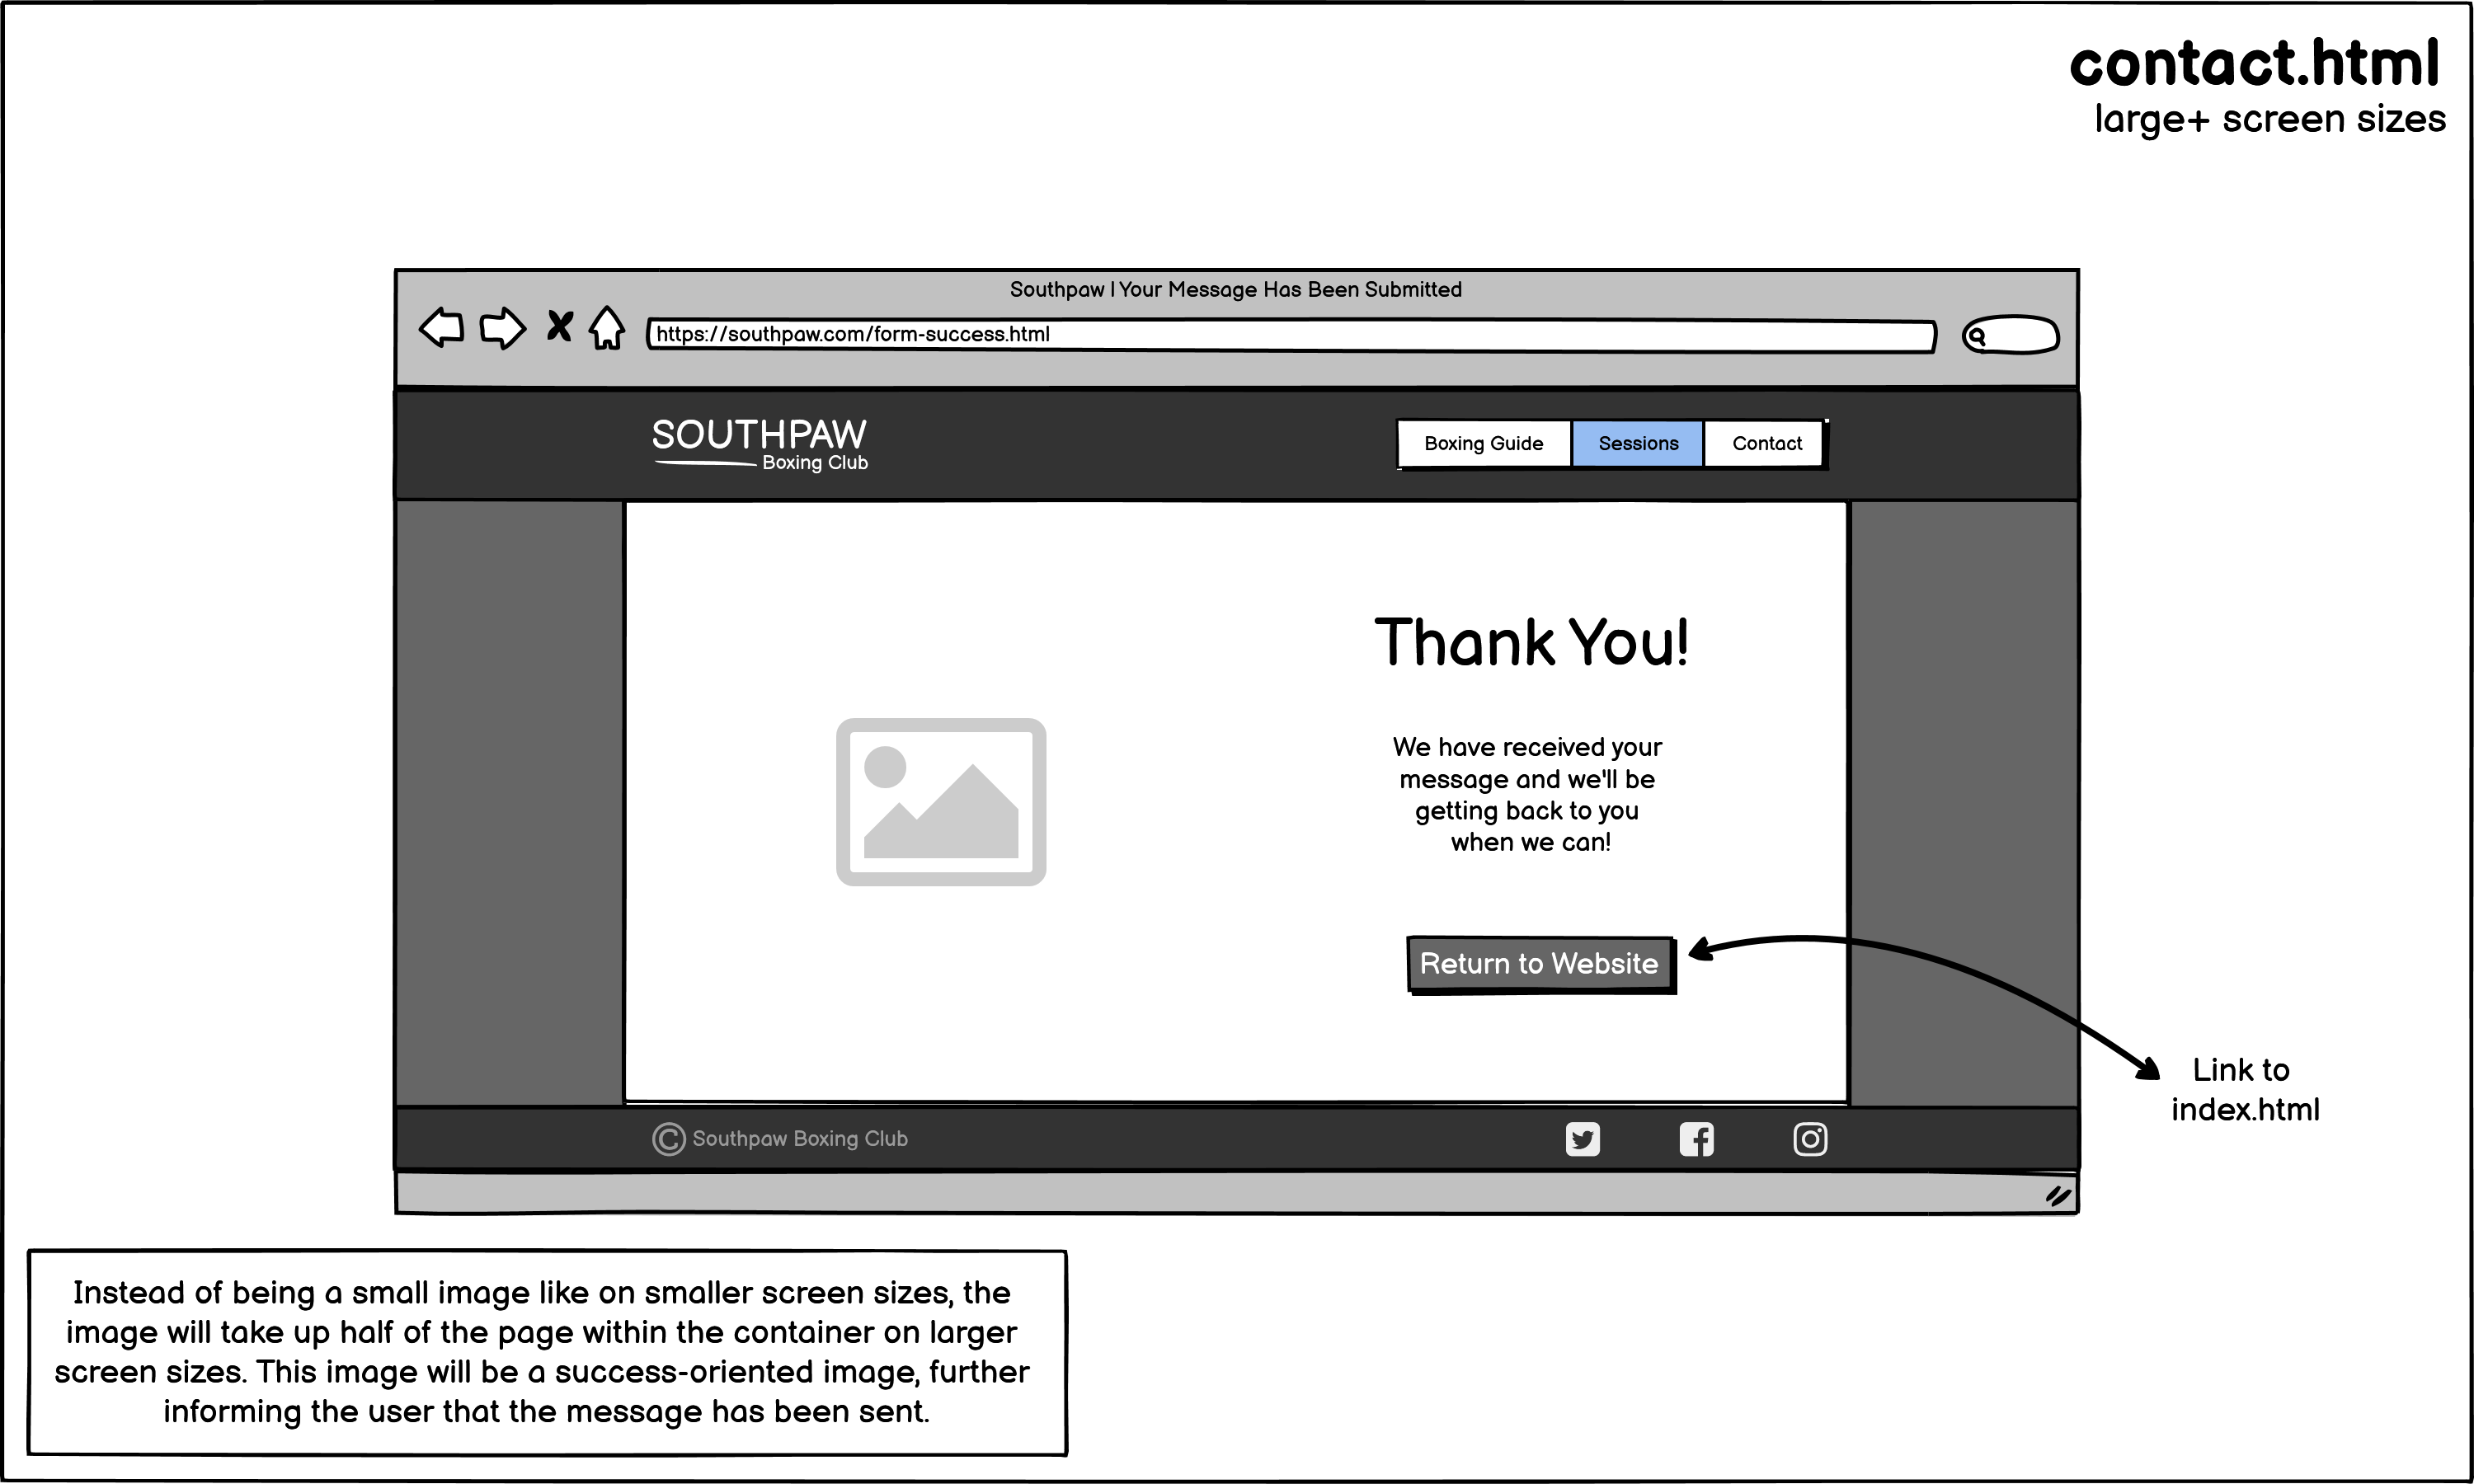 contact.html
large+ screen sizes
Southpaw | Your Message Has Been Submitted
https://southpaw.com/form-success.html
SOUTHPAW
Boxing Club
Boxing Guide
Sessions
Contact
Thank You!
We have received your
message and we'll be
getting back to you
when we can!
Return to Website
Link to
index.html
© Southpaw Boxing Club
Instead of being a small image like on smaller screen sizes, the
image will take up half of the page within the container on larger
screen sizes. This image will be a success-oriented image, further
informing the user that the message has been sent.